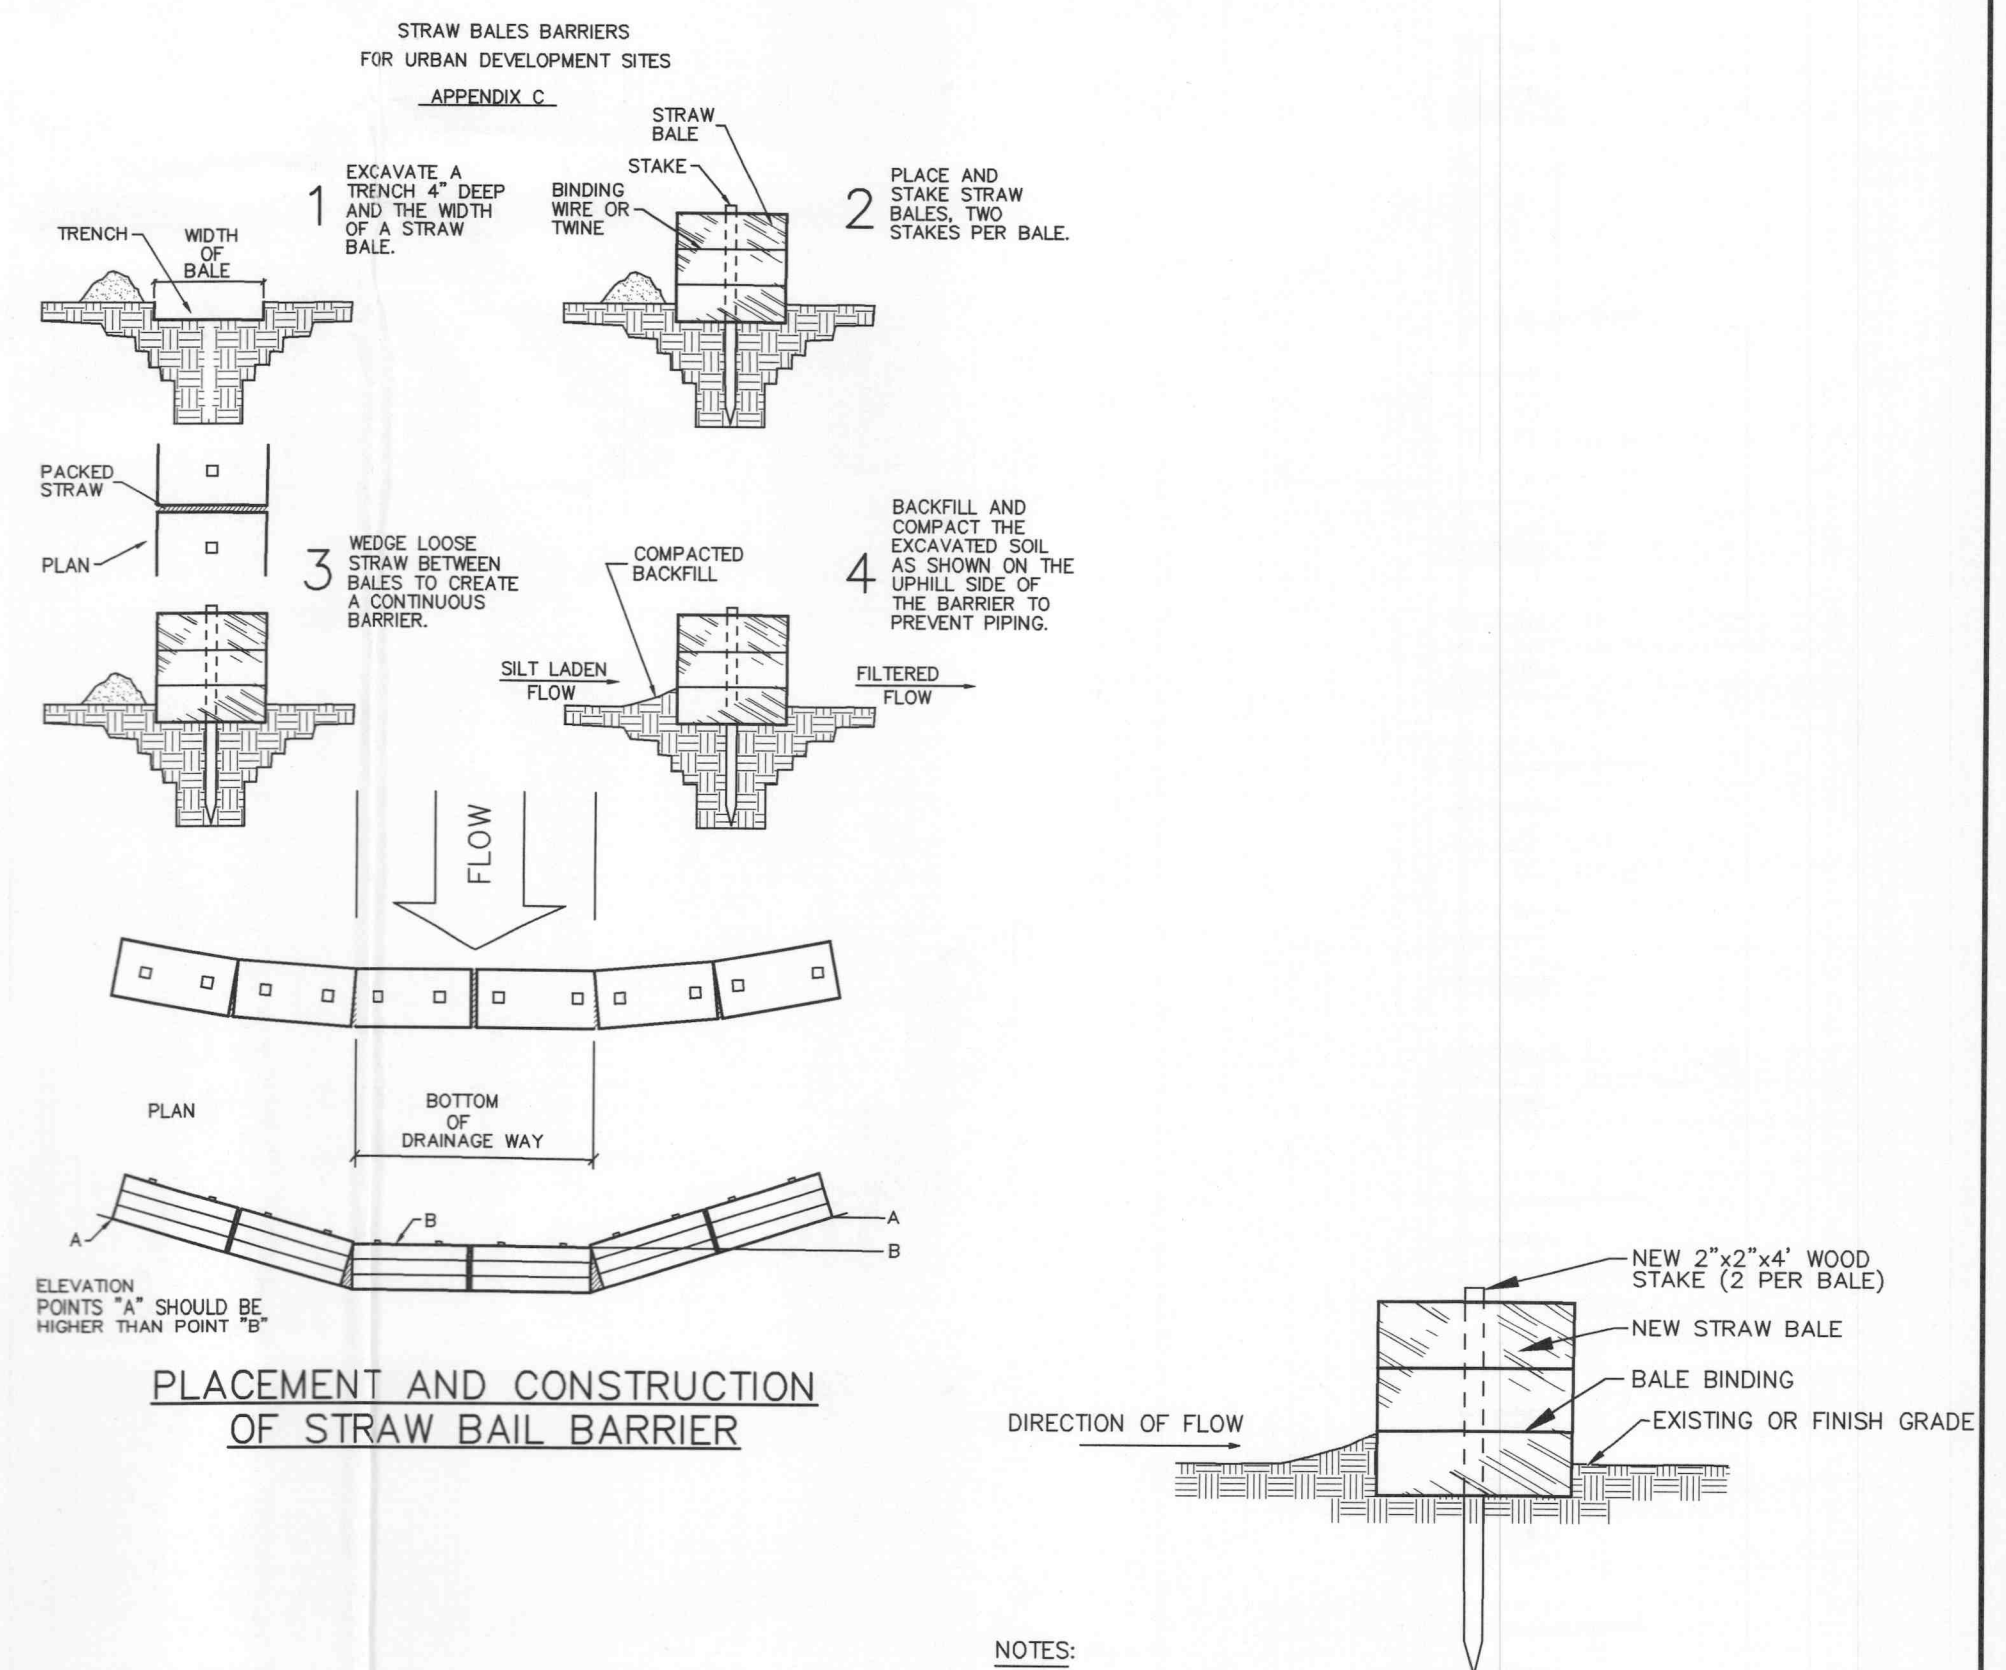 STRAW BALES BARRIERS
FOR URBAN DEVELOPMENT SITES
APPENDIX C
1
EXCAVATE A
TRENCH 4" DEEP
AND THE WIDTH
OF A STRAW
BALE.
TRENCH
WIDTH
OF
BALE
STRAW
BALE
STAKE
BINDING
WIRE OR
TWINE
2
PLACE AND
STAKE STRAW
BALES, TWO
STAKES PER BALE.
PACKED
STRAW
PLAN
3
WEDGE LOOSE
STRAW BETWEEN
BALES TO CREATE
A CONTINUOUS
BARRIER.
COMPACTED
BACKFILL
4
BACKFILL AND
COMPACT THE
EXCAVATED SOIL
AS SHOWN ON THE
UPHILL SIDE OF
THE BARRIER TO
PREVENT PIPING.
SILT LADEN
FLOW
FILTERED
FLOW
FLOW
PLAN
BOTTOM
OF
DRAINAGE WAY
A
B
A
B
ELEVATION
POINTS "A" SHOULD BE
HIGHER THAN POINT "B"
PLACEMENT AND CONSTRUCTION
OF STRAW BAIL BARRIER
NEW 2"x2"x4' WOOD
STAKE (2 PER BALE)
NEW STRAW BALE
BALE BINDING
EXISTING OR FINISH GRADE
DIRECTION OF FLOW
NOTES: